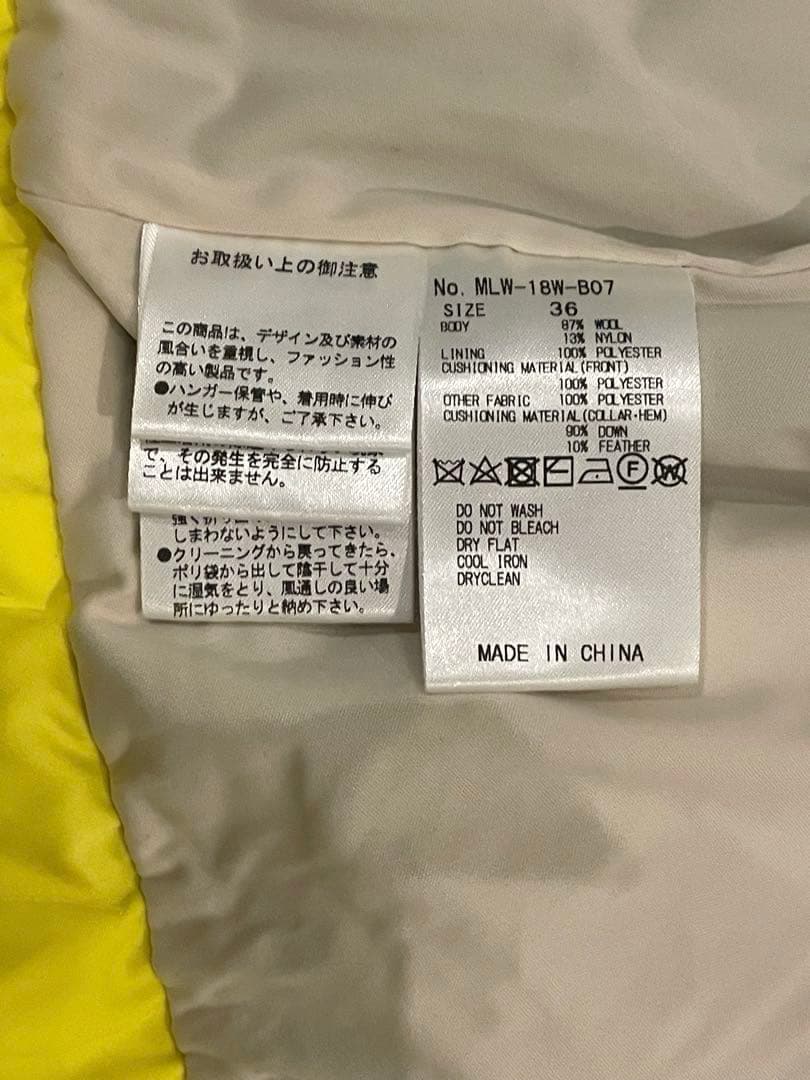 お取扱い上の御注意
この商品は、デザイン及び素材の
風合いを重視し、ファッション性
の高い製品です。
●ハンガー保管や、着用時に伸び
が生じますが、ご了承下さい。
で、その発生を完全に防止する
ことは出来ません。
しまわないようにして下さい。
●クリーニングから戻ってきたら、
ポリ袋から出して陰干して十分
に湿気をとり、風通しの良い場
所にゆったりと納め下さい。
No. MLW-18W-B07
SIZE 36
BODY 87% WOOL
13% NYLON
LINING 100% POLYESTER
CUSHIONING MATERIAL(FRONT)
100% POLYESTER
OTHER FABRIC 100% POLYESTER
CUSHIONING MATERIAL(COLLAR・HEM)
90% DOWN
10% FEATHER
F W
DO NOT WASH
DO NOT BLEACH
DRY FLAT
COOL IRON
DRYCLEAN
MADE IN CHINA